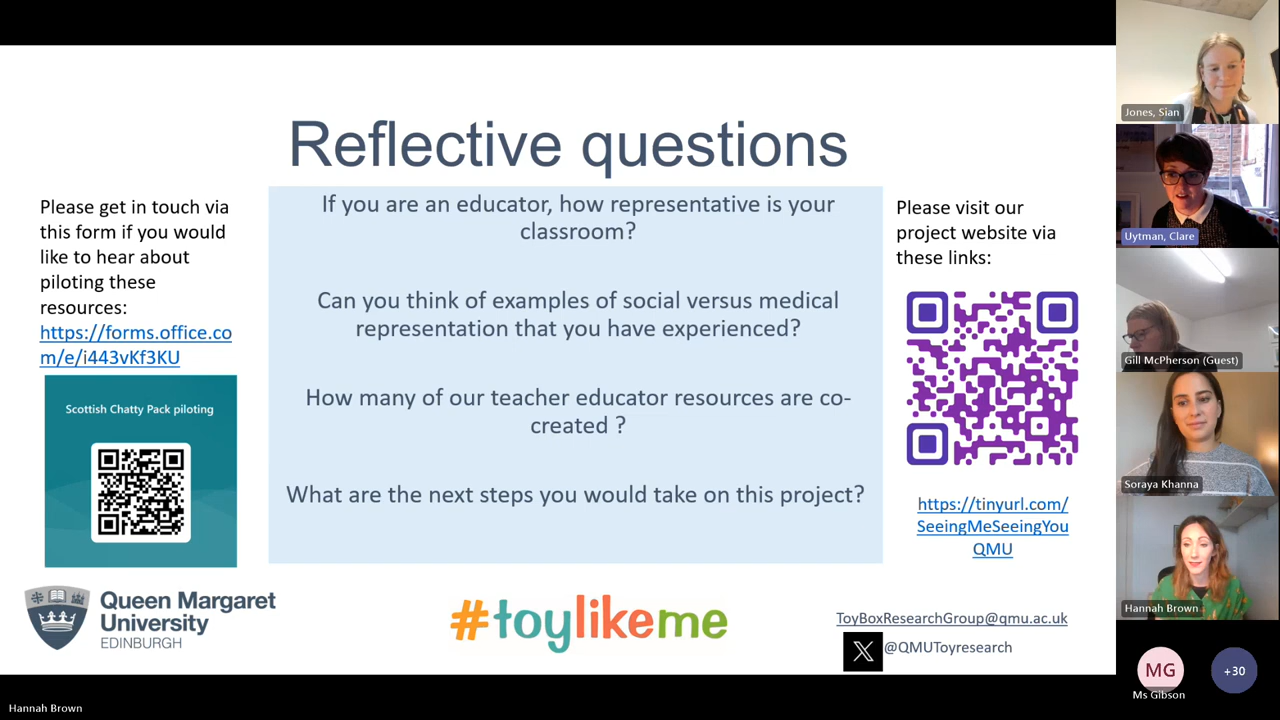 Reflective questions
Please get in touch via
this form if you would
like to hear about
piloting these
resources:
https://forms.office.co
m/e/i443vKf3KU
Scottish Chatty Pack piloting
If you are an educator, how representative is your
classroom?
Can you think of examples of social versus medical
representation that you have experienced?
How many of our teacher educator resources are co-
created ?
What are the next steps you would take on this project?
Please visit our
project website via
these links:
https://tinyurl.com/
SeeingMeSeeingYou
QMU
Queen Margaret
University
EDINBURGH
#toylikeme
ToyBoxResearchGroup@qmu.ac.uk
@QMUToyresearch
Jones, Sian
Uytman, Clare
Gill McPherson (Guest)
Soraya Khanna
Hannah Brown
MG
Ms Gibson
+30
Hannah Brown